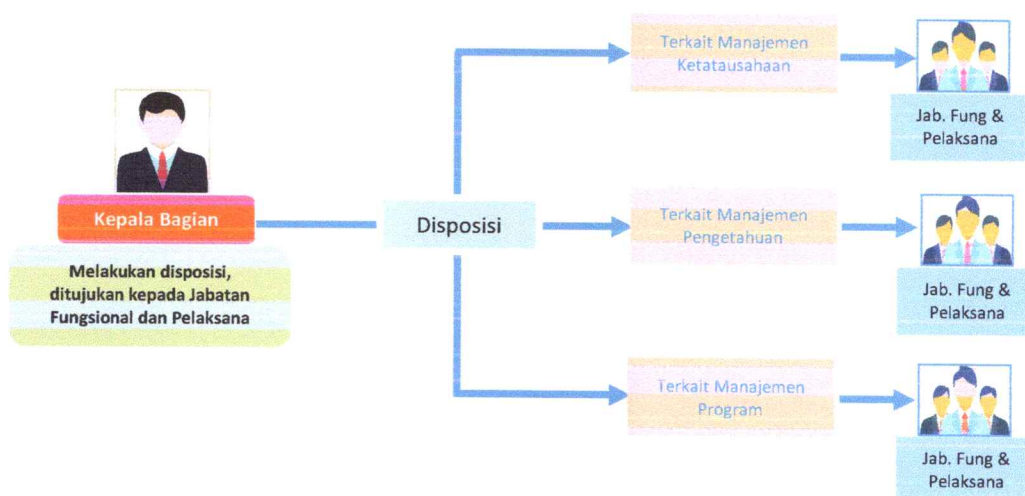 Terkait Manajemen
Ketatausahaan
Jab. Fung &
Pelaksana
Kepala Bagian
Melakukan disposisi,
ditujukan kepada Jabatan
Fungsional dan Pelaksana
Disposisi
Terkait Manajemen
Pengetahuan
Jab. Fung &
Pelaksana
Terkait Manajemen
Program
Jab. Fung &
Pelaksana